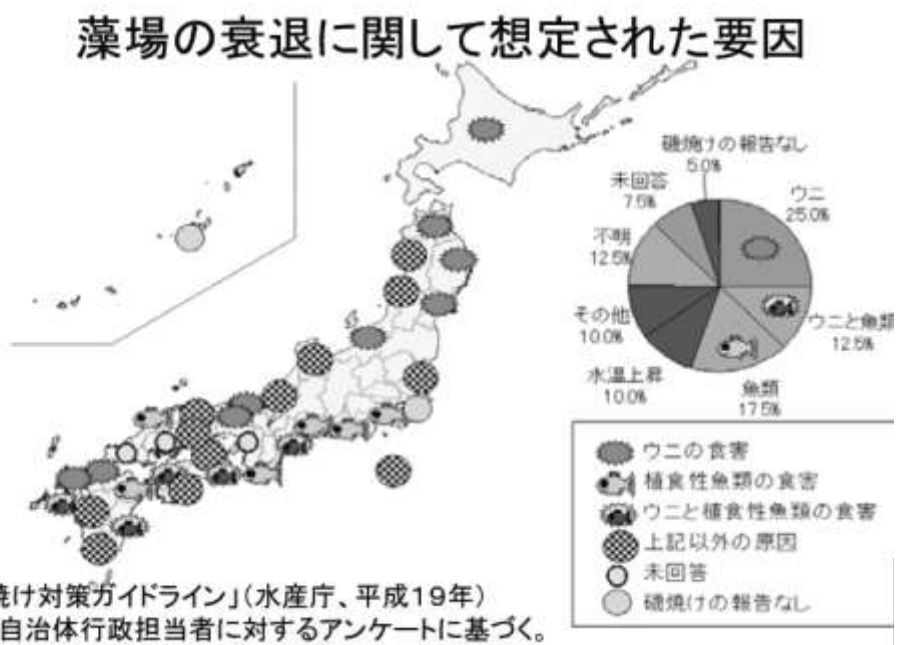 藻場の衰退に関して想定された要因
磯焼けの報告なし
5.0%
未回答
7.5%
ウニ
25.0%
不明
12.5%
その他
10.0%
ウニと魚類
12.5%
水温上昇
10.0%
魚類
17.5%
ウニの食害
植食性魚類の食害
ウニと植食性魚類の食害
上記以外の原因
未回答
磯焼けの報告なし
焼け対策ガイドライン」(水産庁、平成19年)
自治体行政担当者に対するアンケートに基づく。